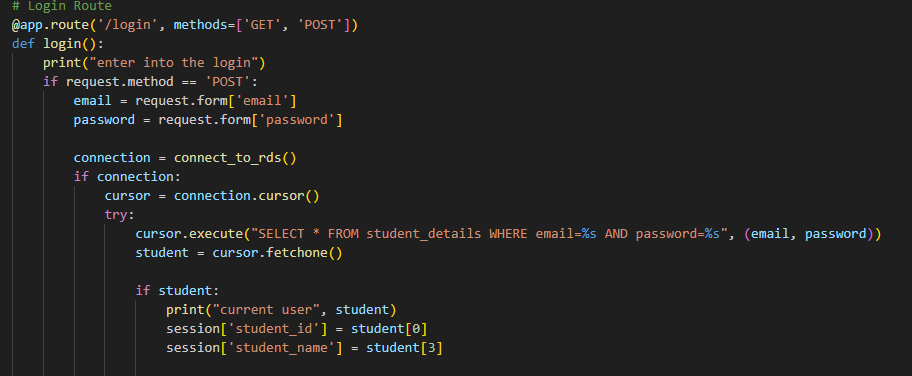 # Login Route
@app.route('/login', methods=['GET', 'POST'])
def login():
    print("enter into the login")
    if request.method == 'POST':
        email = request.form['email']
        password = request.form['password']

        connection = connect_to_rds()
        if connection:
            cursor = connection.cursor()
            try:
                cursor.execute("SELECT * FROM student_details WHERE email=%s AND password=%s", (email, password))
                student = cursor.fetchone()

                if student:
                    print("current user", student)
                    session['student_id'] = student[0]
                    session['student_name'] = student[3]